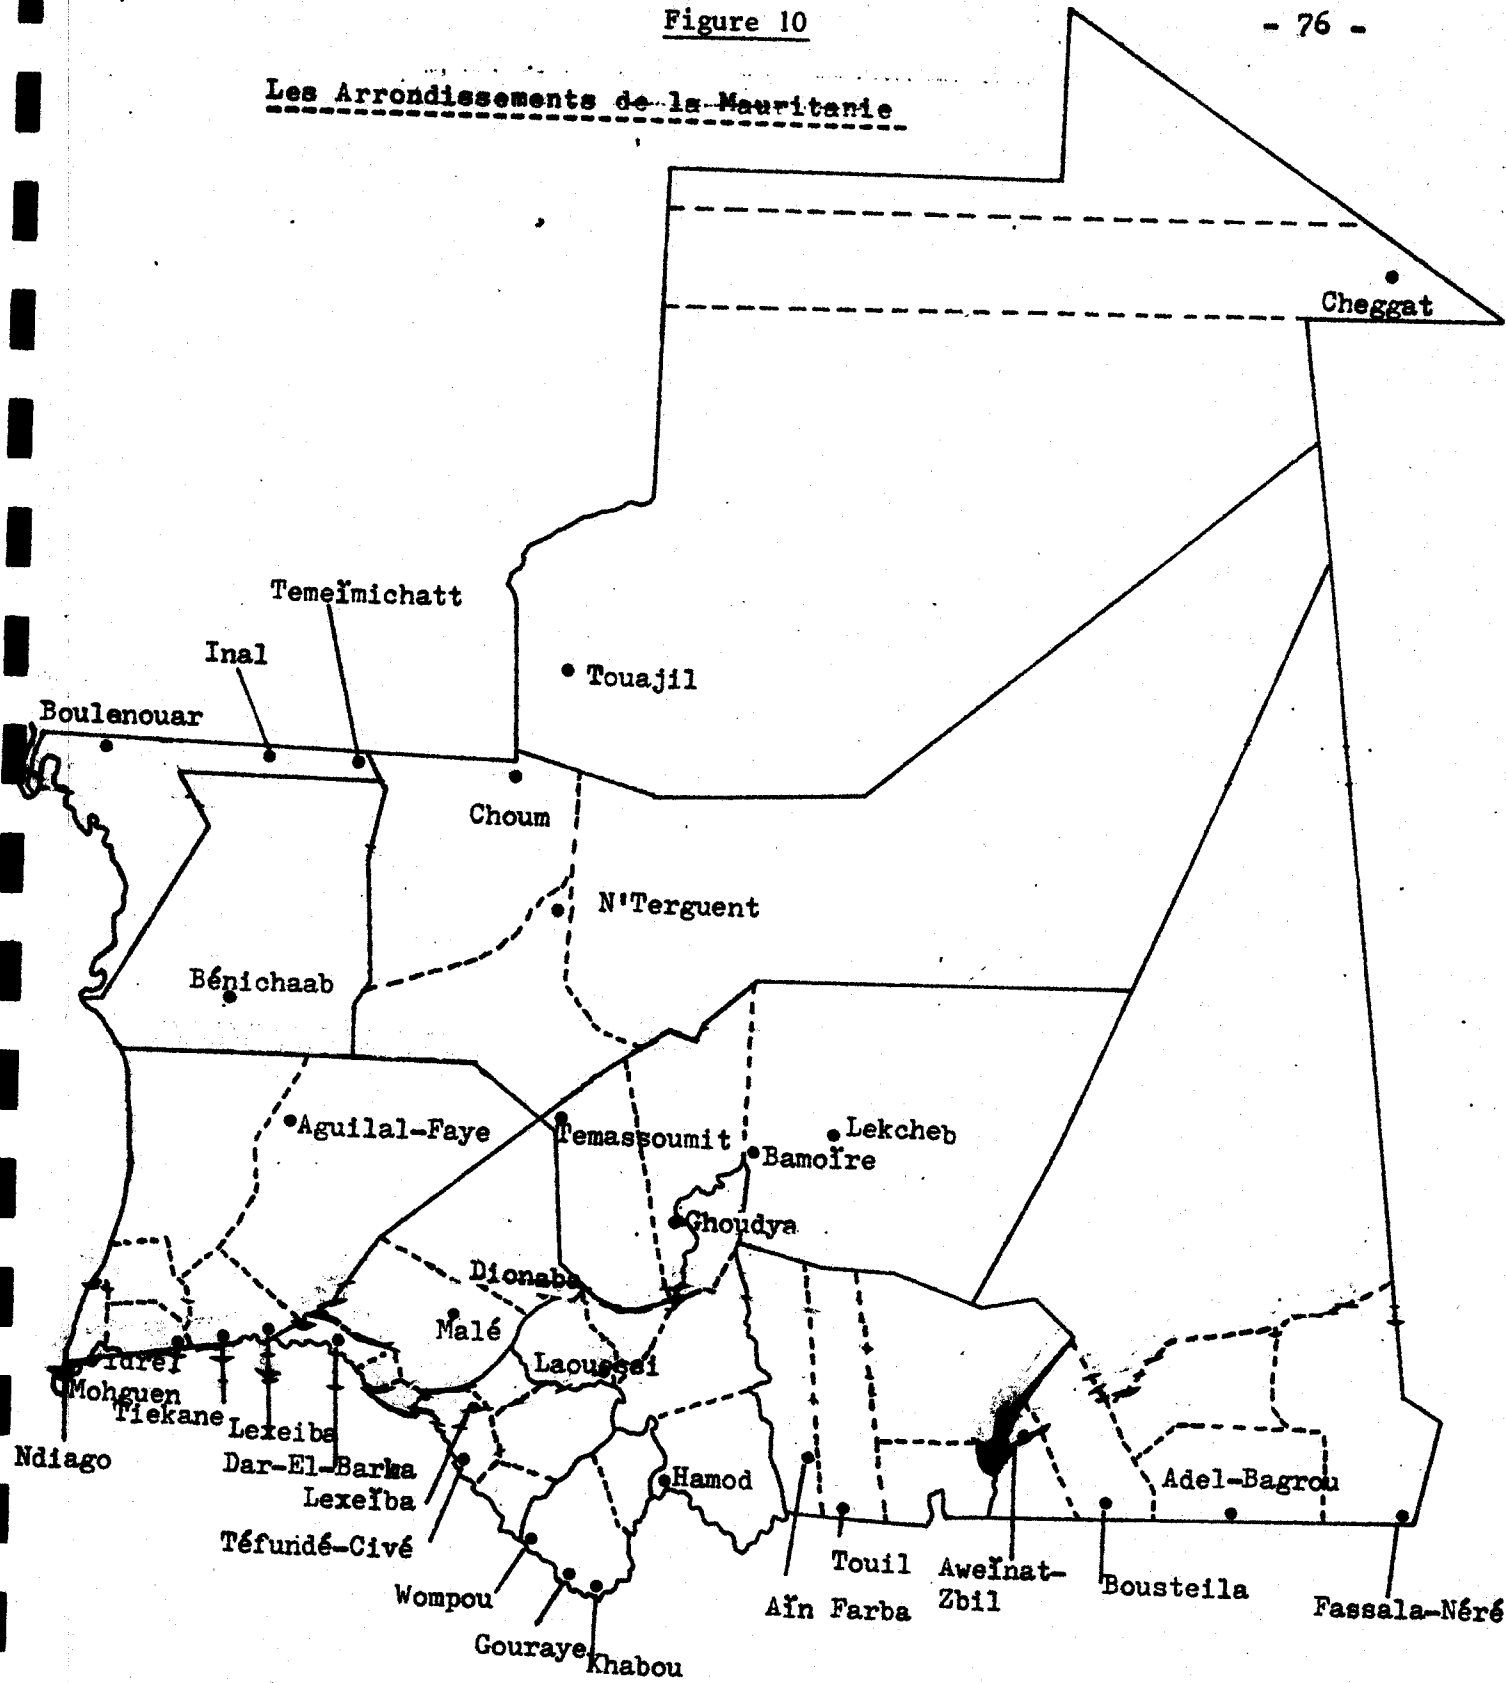 Figure 10
- 76 -
Les Arrondissements de la Mauritanie
Cheggat
Temeïmichatt
Inal
Touajil
Boulenouar
Choum
N'Terguent
Bénichaab
Aguilal-Faye
Temassoumit
Lekcheb
Bamoïre
Ghoudya
Dionaba
Malé
Laoussai
Mohguen
Tiekane
Lexeiba
Ndiago
Dar-El-Barka
Lexeïba
Téfundé-Civé
Hamod
Adel-Bagrou
Wompou
Touil
Aweïnat-
Zbil
Bousteila
Aïn Farba
Fassala-Néré
Gouraye
Khabou